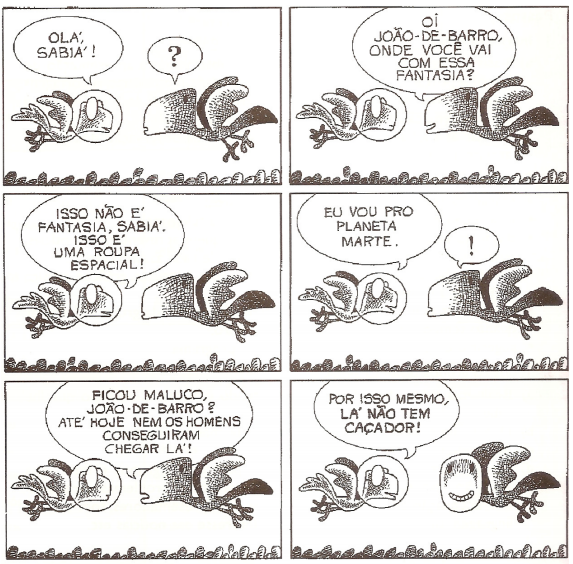 OLA',
SABIA'!
?
OI
JOÃO-DE-BARRO,
ONDE VOCÊ VAI
COM ESSA
FANTASIA?
ISSO NÃO E'
FANTASIA, SABIA'.
ISSO E'
UMA ROUPA
ESPACIAL!
EU VOU PRO
PLANETA
MARTE.
!
FICOU MALUCO,
JOÃO-DE-BARRO?
ATE' HOJE NEM OS HOMENS
CONSEGUIRAM
CHEGAR LA'!
POR ISSO MESMO,
LA' NÃO TEM
CAÇADOR!